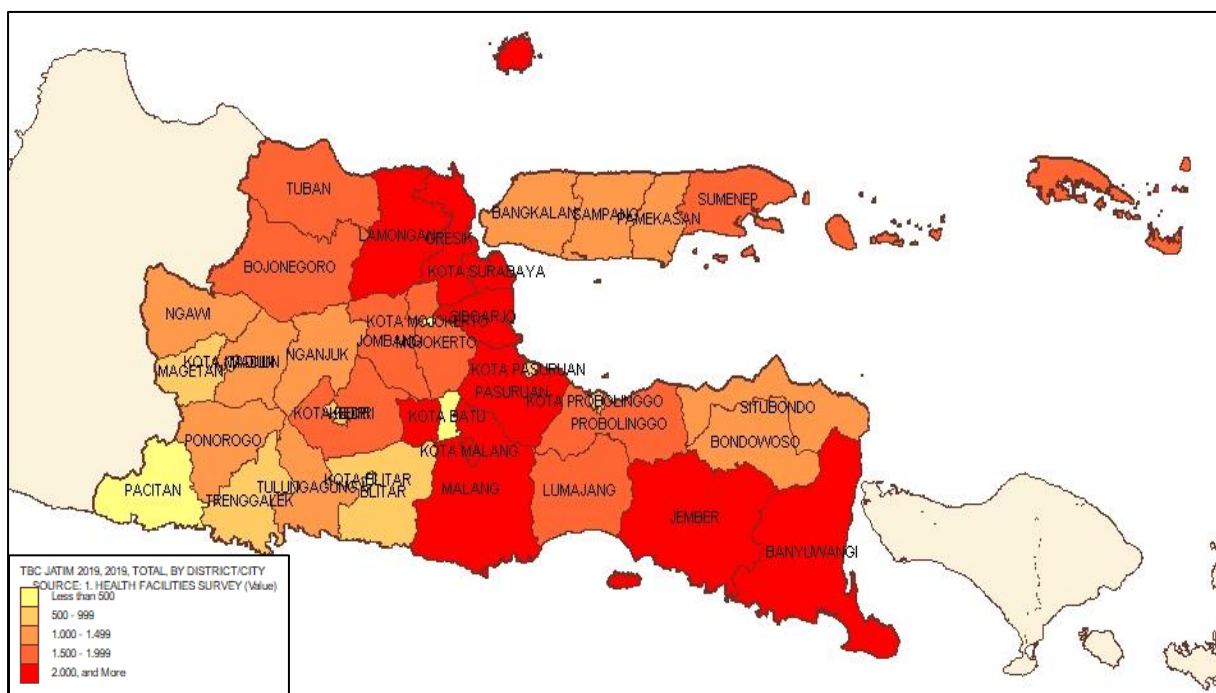 TUBAN
LAMONGAN
GRESIK
BANGKALAN
SAMPANG
PAMEKASAN
SUMENEP
BOJONEGORO
KOTA SURABAYA
NGAWI
KOTA MOJOKERTO
SIDOARJO
JOMBANG
MOJOKERTO
NGANJUK
MAGETAN
KOTA MADIUN
KOTA PASURUAN
PASURUAN
KOTA PROBOLINGGO
PROBOLINGGO
SITUBONDO
BONDOWOSO
KOTA KEDIRI
KOTA BATU
PONOROGO
KOTA MALANG
PACITAN
TRENGGALEK
TULUNGAGUNG
KOTA BLITAR
BLITAR
MALANG
LUMAJANG
JEMBER
BANYUWANGI
TBC JATIM 2019, 2019, TOTAL, BY DISTRICT/CITY
SOURCE: 1. HEALTH FACILITIES SURVEY (Value)
Less than 500
500 - 999
1.000 - 1.499
1.500 - 1.999
2.000, and More